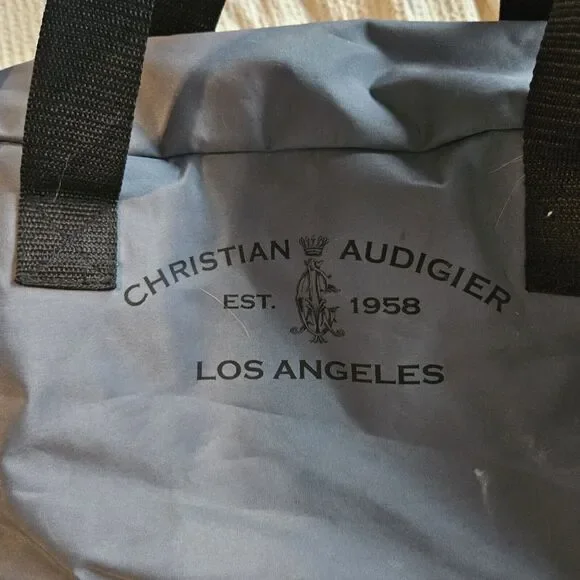 CHRISTIAN AUDIGIER
EST. 1958
LOS ANGELES